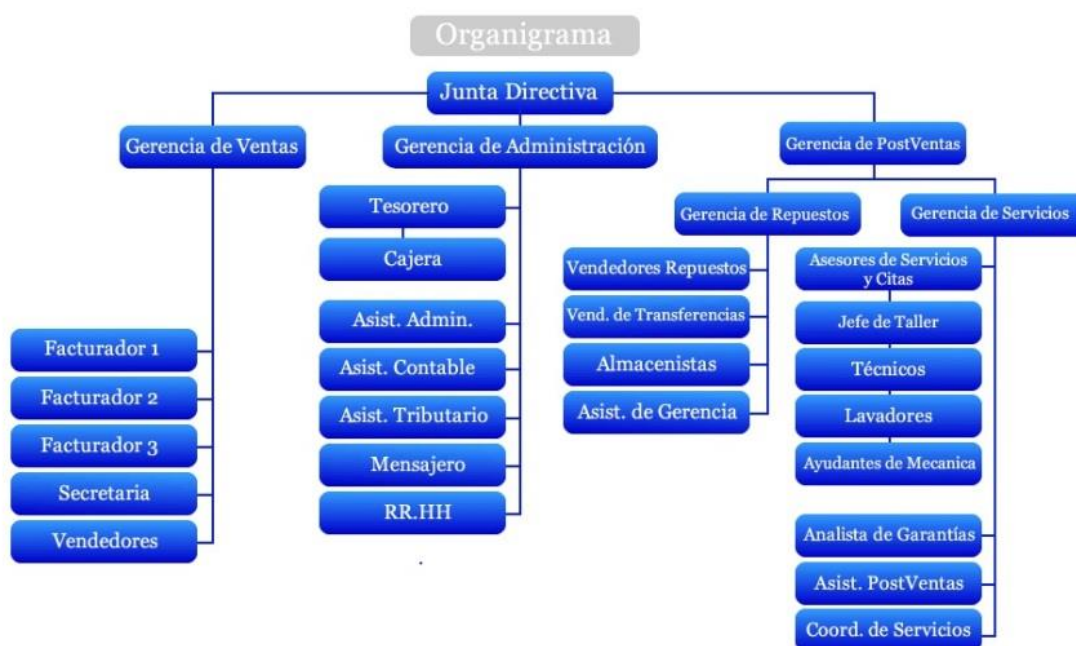 Organigrama
Junta Directiva
Gerencia de Ventas
Gerencia de Administración
Gerencia de PostVentas
Tesorero
Cajera
Asist. Admin.
Asist. Contable
Asist. Tributario
Mensajero
RR.HH
Facturador 1
Facturador 2
Facturador 3
Secretaria
Vendedores
Gerencia de Repuestos
Gerencia de Servicios
Vendedores Repuestos
Vend. de Transferencias
Almacenistas
Asist. de Gerencia
Asesores de Servicios
y Citas
Jefe de Taller
Técnicos
Lavadores
Ayudantes de Mecanica
Analista de Garantías
Asist. PostVentas
Coord. de Servicios